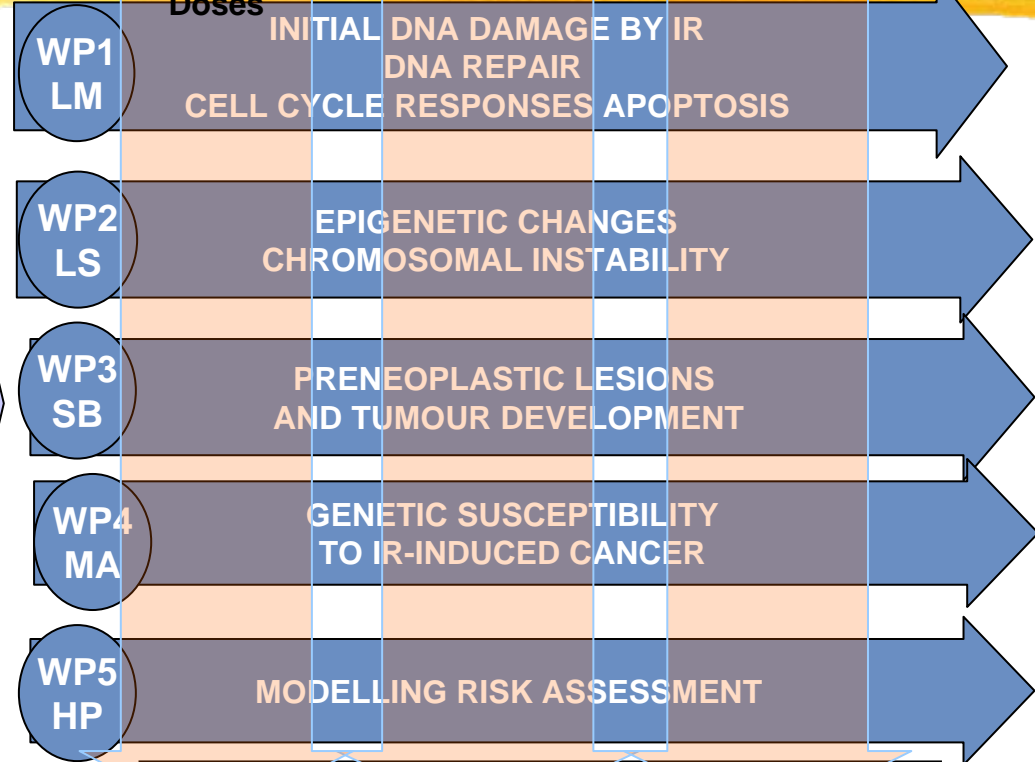 Doses
WP1
LM
INITIAL DNA DAMAGE BY IR
DNA REPAIR
CELL CYCLE RESPONSES APOPTOSIS
WP2
LS
EPIGENETIC CHANGES
CHROMOSOMAL INSTABILITY
WP3
SB
PRENEOPLASTIC LESIONS
AND TUMOUR DEVELOPMENT
WP4
MA
GENETIC SUSCEPTIBILITY
TO IR-INDUCED CANCER
WP5
HP
MODELLING RISK ASSESSMENT